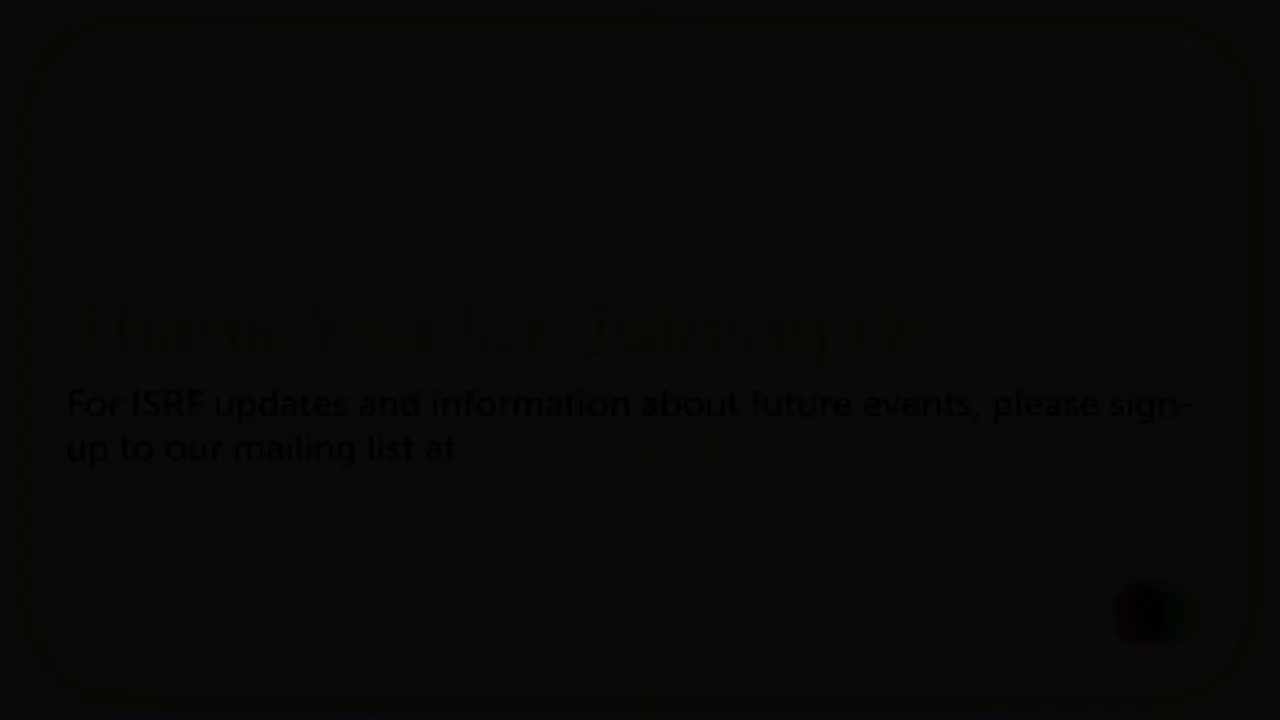 Thank You for Joining Us
For ISRF updates and information about future events, please sign-
up to our mailing list at